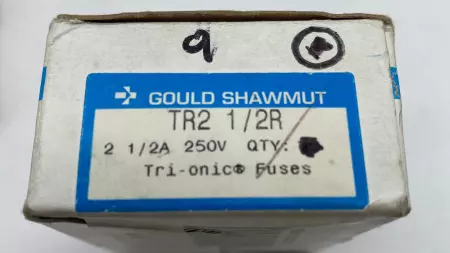 9
GOULD SHAWMUT
TR2 1/2R
2 1/2A 250V QTY:
Tri-onic® Fuses